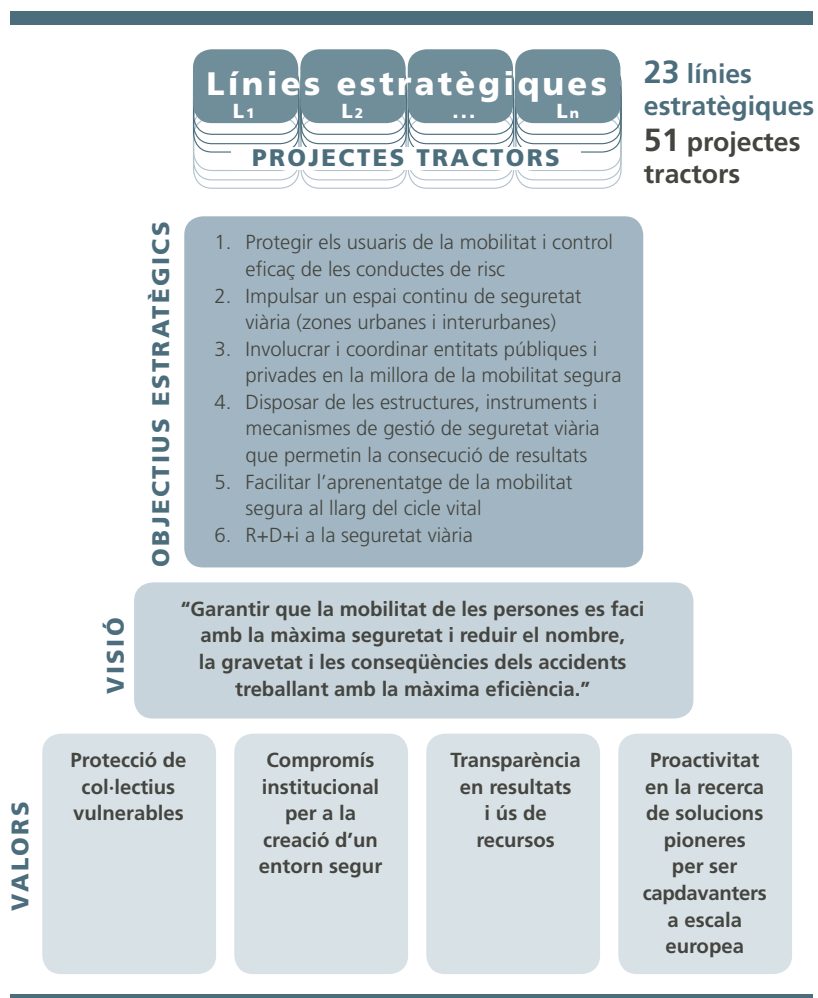 Línies estratègiques
L1 L2 ... Ln
PROJECTES TRACTORS
23 línies
estratègiques
51 projectes
tractors
OBJECTIUS ESTRATÈGICS
1. Protegir els usuaris de la mobilitat i control
eficaç de les conductes de risc
2. Impulsar un espai continu de seguretat
viària (zones urbanes i interurbanes)
3. Involucrar i coordinar entitats públiques i
privades en la millora de la mobilitat segura
4. Disposar de les estructures, instruments i
mecanismes de gestió de seguretat viària
que permetin la consecució de resultats
5. Facilitar l’aprenentatge de la mobilitat
segura al llarg del cicle vital
6. R+D+i a la seguretat viària
VISIÓ
“Garantir que la mobilitat de les persones es faci
amb la màxima seguretat i reduir el nombre,
la gravetat i les conseqüències dels accidents
treballant amb la màxima eficiència.”
VALORS
Protecció de
col·lectius
vulnerables
Compromís
institucional
per a la
creació d’un
entorn segur
Transparència
en resultats
i ús de
recursos
Proactivitat
en la recerca
de solucions
pioneres
per ser
capdavanters
a escala
europea